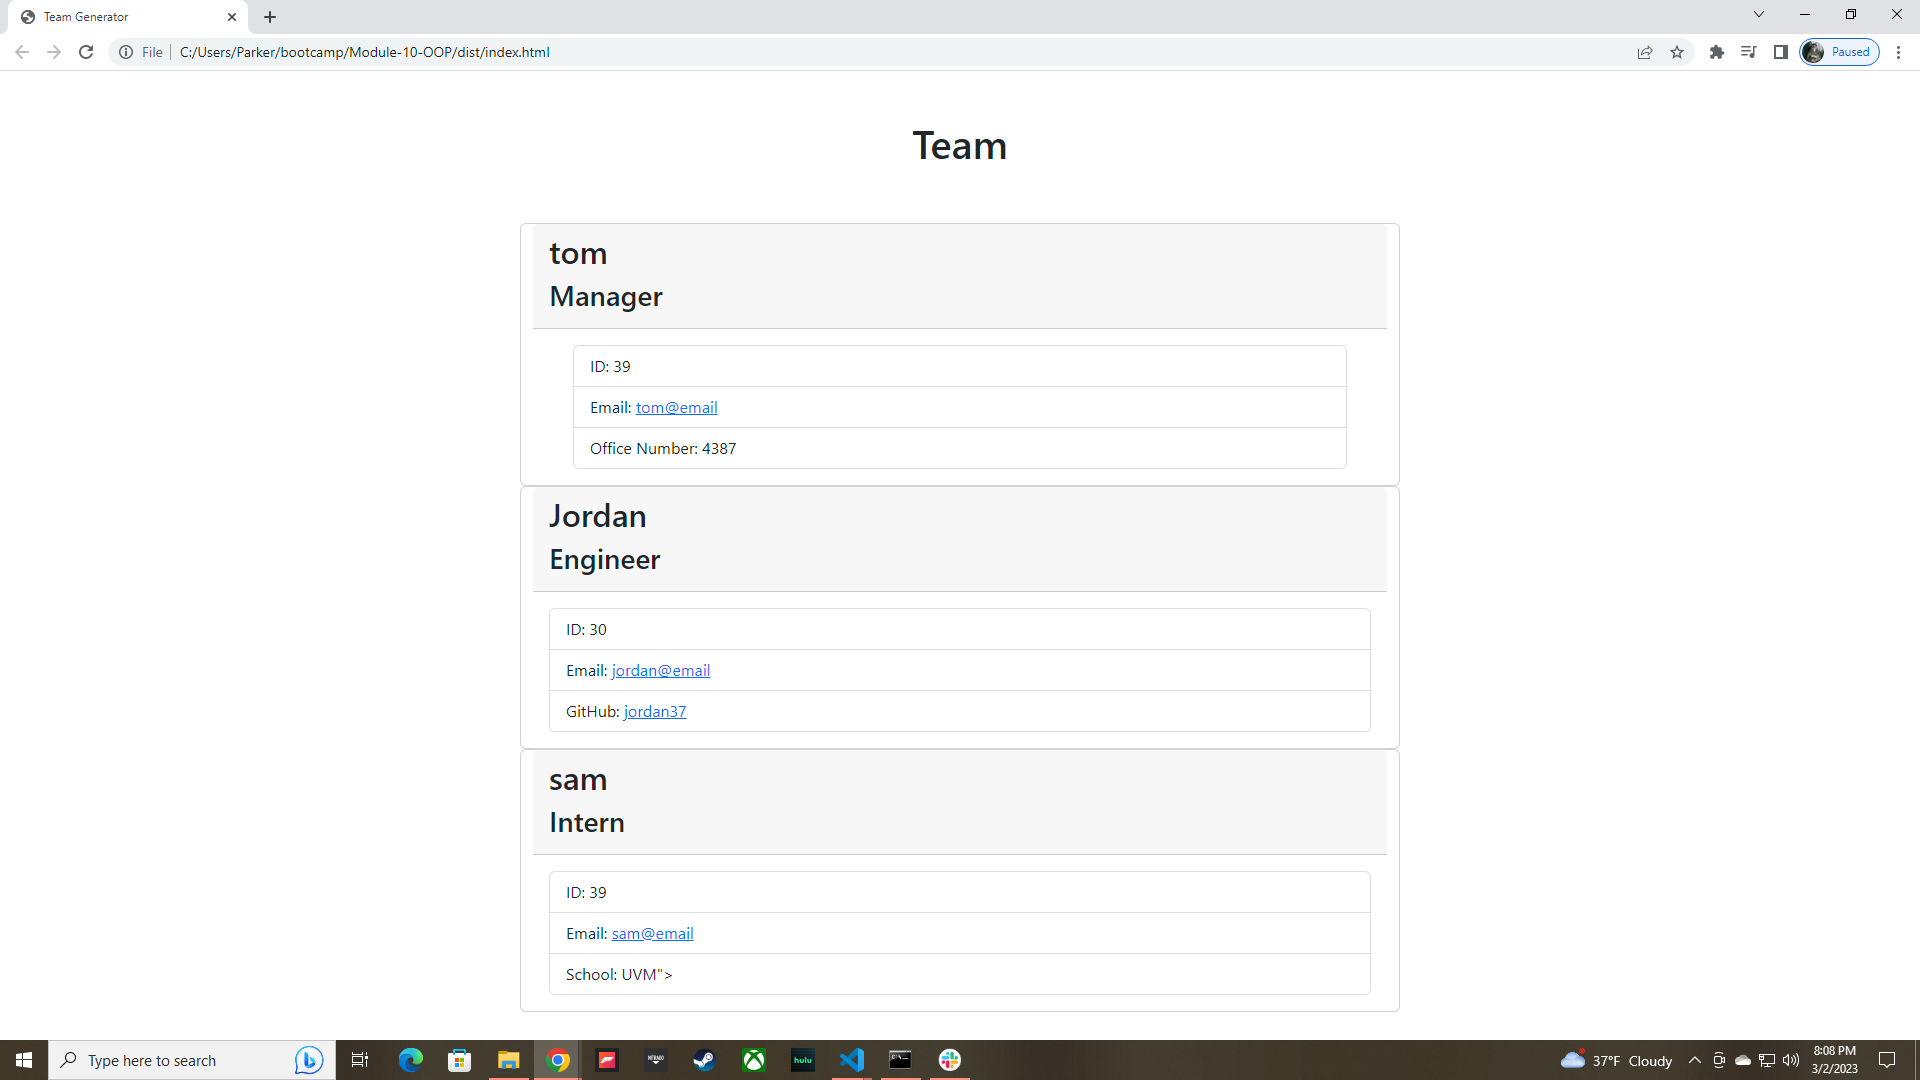 Team Generator
File
C:/Users/Parker/bootcamp/Module-10-OOP/dist/index.html
Paused
Team
tom
Manager
ID: 39
Email: tom@email
Office Number: 4387
Jordan
Engineer
ID: 30
Email: jordan@email
GitHub: jordan37
sam
Intern
ID: 39
Email: sam@email
School: UVM">
Type here to search
NITRADO
hulu
37°F Cloudy
8:08 PM
3/2/2023